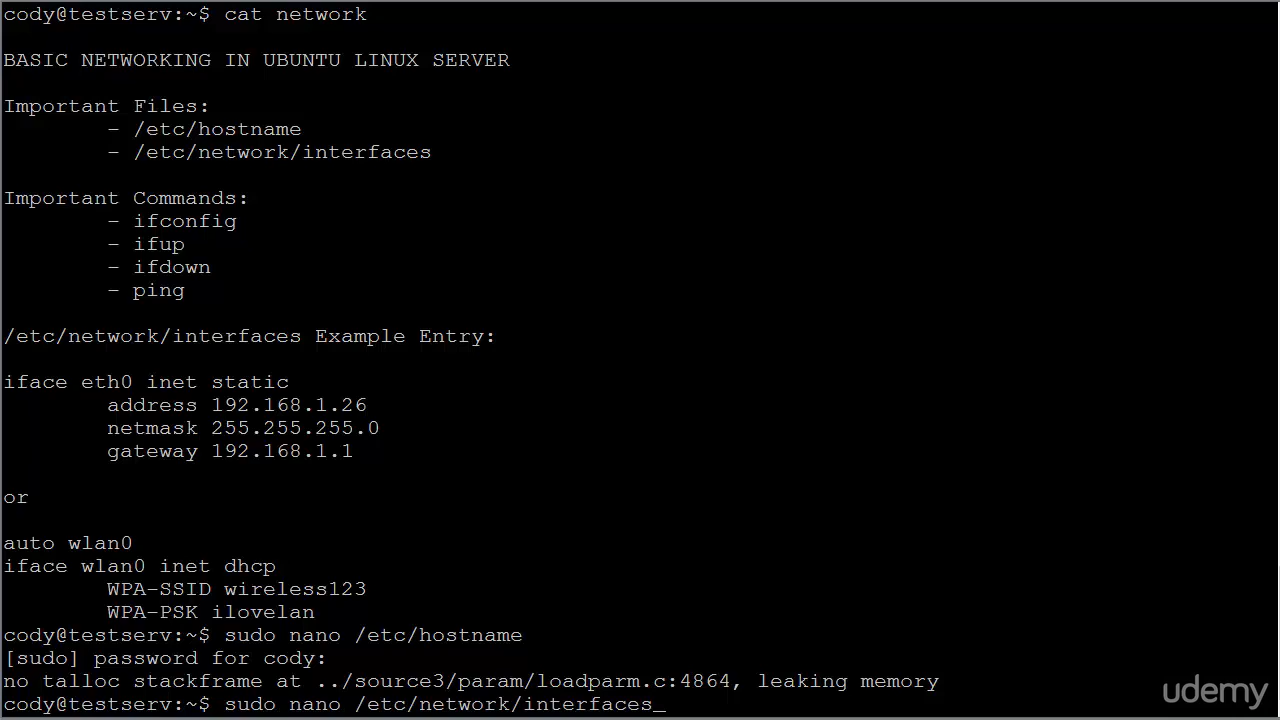 cody@testserv:~$ cat network
BASIC NETWORKING IN UBUNTU LINUX SERVER
Important Files:
- /etc/hostname
- /etc/network/interfaces
Important Commands:
- ifconfig
- ifup
- ifdown
- ping
/etc/network/interfaces Example Entry:
iface eth0 inet static
address 192.168.1.26
netmask 255.255.255.0
gateway 192.168.1.1
or
auto wlan0
iface wlan0 inet dhcp
WPA-SSID wireless123
WPA-PSK ilovelan
cody@testserv:~$ sudo nano /etc/hostname
[sudo] password for cody:
no talloc stackframe at ../source3/param/loadparm.c:4864, leaking memory
cody@testserv:~$ sudo nano /etc/network/interfaces_
udemy